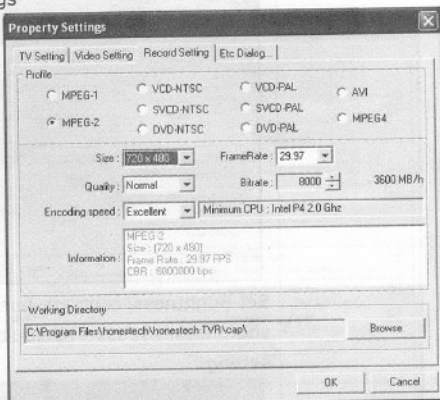 gs
Property Settings
TV Setting Video Setting Record Setting Etc Dialog...
Profile
MPEG-1 VCD-NTSC VCD-PAL AVI
SVCD-NTSC SVCD-PAL
MPEG-2 MPEG4
DVD-NTSC DVD-PAL
Size : 720 x 480 FrameRate : 29.97
Quality : Normal Bitrate : 8000 3600 MB/h
Encoding speed : Excellent Minimum CPU : Intel P4 2.0 Ghz
Information :
MPEG-2
Size : [720 x 480]
Frame Rate : 29.97 FPS
CBR : 8000000 bps
Working Directory
C:\Program Files\honestech\honestech TVR\cap\ Browse
OK Cancel